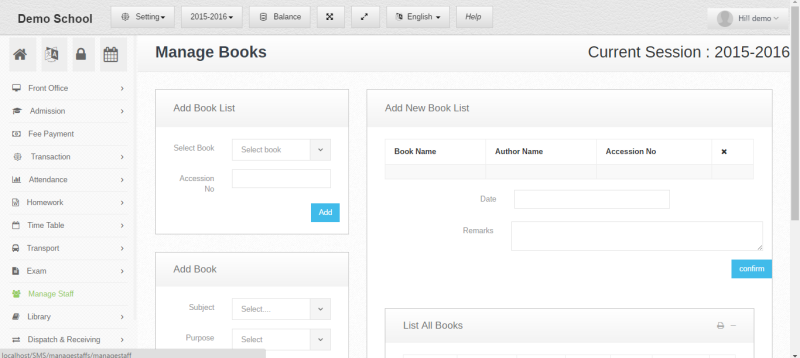 Demo School
Setting
2015-2016
Balance
English
Help
Hill demo
Manage Books
Current Session : 2015-2016
Front Office
Admission
Fee Payment
Transaction
Attendance
Homework
Time Table
Transport
Exam
Manage Staff
Library
Dispatch & Receiving
Add Book List
Select Book
Select book
Accession
No
Add
Add Book
Subject
Select....
Purpose
Select
Add New Book List
Book Name
Author Name
Accession No
Date
Remarks
confirm
List All Books
localhost/SMS/managestaffs/managestaff